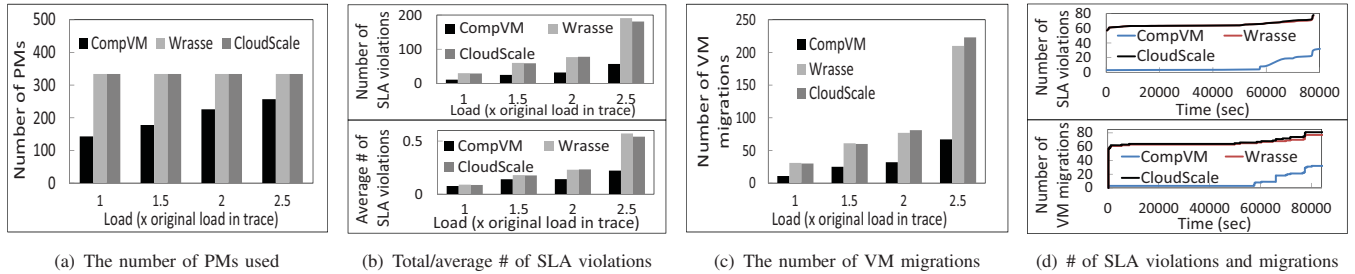 500
400
300
200
100
0
Number of PMs
CompVM
Wrasse
CloudScale
1
1.5
2
2.5
Load (x original load in trace)
(a) The number of PMs used
200
100
0
Number of
SLA violations
CompVM
Wrasse
CloudScale
1
1.5
2
2.5
Load (x original load in trace)
0.5
0
Average # of
SLA violations
CompVM
Wrasse
CloudScale
1
1.5
2
2.5
Load (x original load in trace)
(b) Total/average # of SLA violations
250
200
150
100
50
0
Number of VM
migrations
CompVM
Wrasse
CloudScale
1
1.5
2
2.5
Load (x original load in trace)
(c) The number of VM migrations
80
60
40
20
0
Number of
SLA violations
CompVM
Wrasse
CloudScale
0
20000
40000
60000
80000
Time (sec)
80
60
40
20
0
Number of
VM migrations
CompVM
Wrasse
CloudScale
0
20000
40000
60000
80000
Time (sec)
(d) # of SLA violations and migrations